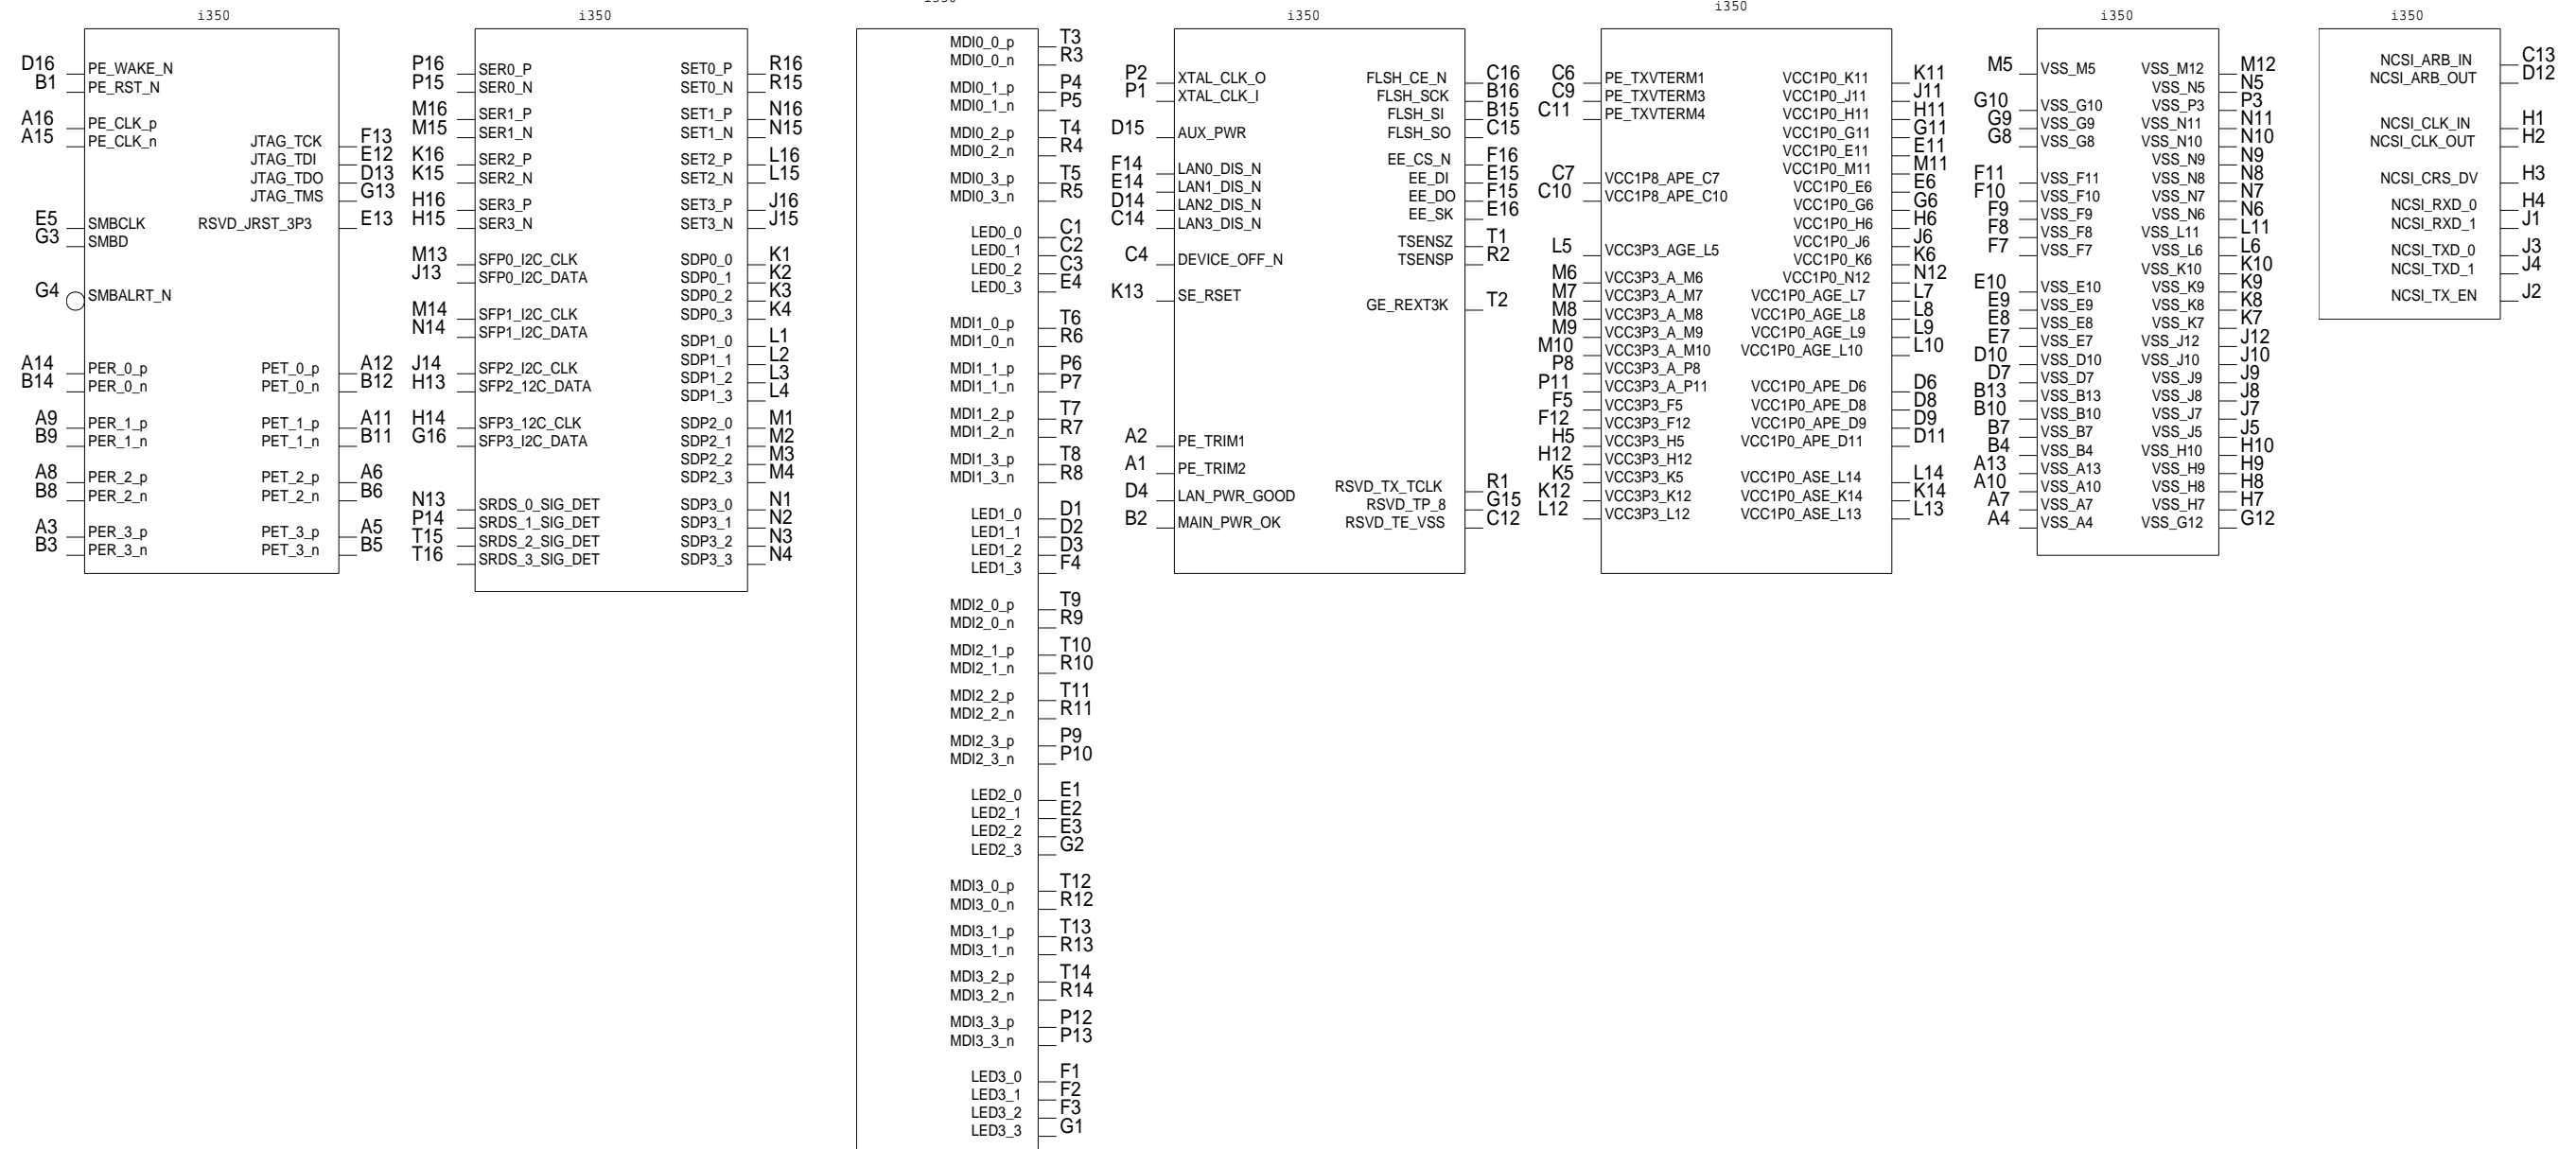 i350
D16 PE_WAKE_N
B1 PE_RST_N
A16 PE_CLK_p
A15 PE_CLK_n
JTAG_TCK F13
JTAG_TDI E12
JTAG_TDO D13
JTAG_TMS G13
E5 SMBCLK RSVD_JRST_3P3 E13
G3 SMBD
G4 SMBALRT_N
A14 PER_0_p PET_0_p A12
B14 PER_0_n PET_0_n B12
A9 PER_1_p PET_1_p A11
B9 PER_1_n PET_1_n B11
A8 PER_2_p PET_2_p A6
B8 PER_2_n PET_2_n B6
A3 PER_3_p PET_3_p A5
B3 PER_3_n PET_3_n B5
i350
P16 SER0_P SET0_P R16
P15 SER0_N SET0_N R15
M16 SER1_P SET1_P N16
M15 SER1_N SET1_N N15
K16 SER2_P SET2_P L16
K15 SER2_N SET2_N L15
H16 SER3_P SET3_P J16
H15 SER3_N SET3_N J15
M13 SFP0_I2C_CLK SDP0_0 K1
J13 SFP0_I2C_DATA SDP0_1 K2
SDP0_2 K3
M14 SFP1_I2C_CLK SDP0_3 K4
N14 SFP1_I2C_DATA
SDP1_0 L1
SDP1_1 L2
J14 SFP2_I2C_CLK
SDP1_2 L3
H13 SFP2_12C_DATA
SDP1_3 L4
H14 SFP3_12C_CLK SDP2_0 M1
G16 SFP3_I2C_DATA SDP2_1 M2
SDP2_2 M3
SDP2_3 M4
N13 SRDS_0_SIG_DET SDP3_0 N1
P14 SRDS_1_SIG_DET SDP3_1 N2
T15 SRDS_2_SIG_DET SDP3_2 N3
T16 SRDS_3_SIG_DET SDP3_3 N4
MDI0_0_p T3
MDI0_0_n R3
MDI0_1_p P4
MDI0_1_n P5
MDI0_2_p T4
MDI0_2_n R4
MDI0_3_p T5
MDI0_3_n R5
LED0_0 C1
LED0_1 C2
LED0_2 C3
LED0_3 E4
MDI1_0_p T6
MDI1_0_n R6
MDI1_1_p P6
MDI1_1_n P7
MDI1_2_p T7
MDI1_2_n R7
MDI1_3_p T8
MDI1_3_n R8
LED1_0 D1
LED1_1 D2
LED1_2 D3
LED1_3 F4
MDI2_0_p T9
MDI2_0_n R9
MDI2_1_p T10
MDI2_1_n R10
MDI2_2_p T11
MDI2_2_n R11
MDI2_3_p P9
MDI2_3_n P10
LED2_0 E1
LED2_1 E2
LED2_2 E3
LED2_3 G2
MDI3_0_p T12
MDI3_0_n R12
MDI3_1_p T13
MDI3_1_n R13
MDI3_2_p T14
MDI3_2_n R14
MDI3_3_p P12
MDI3_3_n P13
LED3_0 F1
LED3_1 F2
LED3_2 F3
LED3_3 G1
i350
P2 XTAL_CLK_O FLSH_CE_N C16
P1 XTAL_CLK_I FLSH_SCK B16
FLSH_SI B15
D15 AUX_PWR FLSH_SO C15
EE_CS_N F16
F14 LAN0_DIS_N
EE_DI E15
E14 LAN1_DIS_N
EE_DO F15
D14 LAN2_DIS_N
EE_SK E16
C14 LAN3_DIS_N
TSENSZ T1
C4 DEVICE_OFF_N TSENSP R2
K13 SE_RSET
GE_REXT3K T2
A2 PE_TRIM1
A1 PE_TRIM2
RSVD_TX_TCLK R1
D4 LAN_PWR_GOOD
RSVD_TP_8 G15
B2 MAIN_PWR_OK RSVD_TE_VSS C12
i350
C6 PE_TXVTERM1 VCC1P0_K11 K11
C9 PE_TXVTERM3 VCC1P0_J11 J11
C11 PE_TXVTERM4 VCC1P0_H11 H11
VCC1P0_G11 G11
VCC1P0_E11 E11
VCC1P0_M11 M11
C7 VCC1P8_APE_C7
VCC1P0_E6 E6
C10 VCC1P8_APE_C10
VCC1P0_G6 G6
VCC1P0_H6 H6
VCC1P0_J6 J6
L5 VCC3P3_AGE_L5
VCC1P0_K6 K6
M6 VCC3P3_A_M6 VCC1P0_N12 N12
M7 VCC3P3_A_M7 VCC1P0_AGE_L7 L7
M8 VCC3P3_A_M8 VCC1P0_AGE_L8 L8
M9 VCC3P3_A_M9 VCC1P0_AGE_L9 L9
M10 VCC3P3_A_M10 VCC1P0_AGE_L10 L10
P8 VCC3P3_A_P8
P11 VCC3P3_A_P11 VCC1P0_APE_D6 D6
F5 VCC3P3_F5 VCC1P0_APE_D8 D8
F12 VCC3P3_F12 VCC1P0_APE_D9 D9
H5 VCC3P3_H5 VCC1P0_APE_D11 D11
H12 VCC3P3_H12
K5 VCC3P3_K5 VCC1P0_ASE_L14 L14
K12 VCC3P3_K12 VCC1P0_ASE_K14 K14
L12 VCC3P3_L12 VCC1P0_ASE_L13 L13
i350
M5 VSS_M5 VSS_M12 M12
VSS_N5 N5
G10 VSS_G10 VSS_P3 P3
G9 VSS_G9 VSS_N11 N11
G8 VSS_G8 VSS_N10 N10
VSS_N9 N9
F11 VSS_F11 VSS_N8 N8
F10 VSS_F10 VSS_N7 N7
F9 VSS_F9 VSS_N6 N6
F8 VSS_F8 VSS_L11 L11
F7 VSS_F7 VSS_L6 L6
VSS_K10 K10
E10 VSS_E10 VSS_K9 K9
E9 VSS_E9 VSS_K8 K8
E8 VSS_E8 VSS_K7 K7
E7 VSS_E7 VSS_J12 J12
D10 VSS_D10 VSS_J10 J10
D7 VSS_D7 VSS_J9 J9
B13 VSS_B13 VSS_J8 J8
B10 VSS_B10 VSS_J7 J7
B7 VSS_B7 VSS_J5 J5
B4 VSS_B4 VSS_H10 H10
A13 VSS_A13 VSS_H9 H9
A10 VSS_A10 VSS_H8 H8
A7 VSS_A7 VSS_H7 H7
A4 VSS_A4 VSS_G12 G12
i350
NCSI_ARB_IN C13
NCSI_ARB_OUT D12
NCSI_CLK_IN H1
NCSI_CLK_OUT H2
NCSI_CRS_DV H3
NCSI_RXD_0 H4
NCSI_RXD_1 J1
NCSI_TXD_0 J3
NCSI_TXD_1 J4
NCSI_TX_EN J2